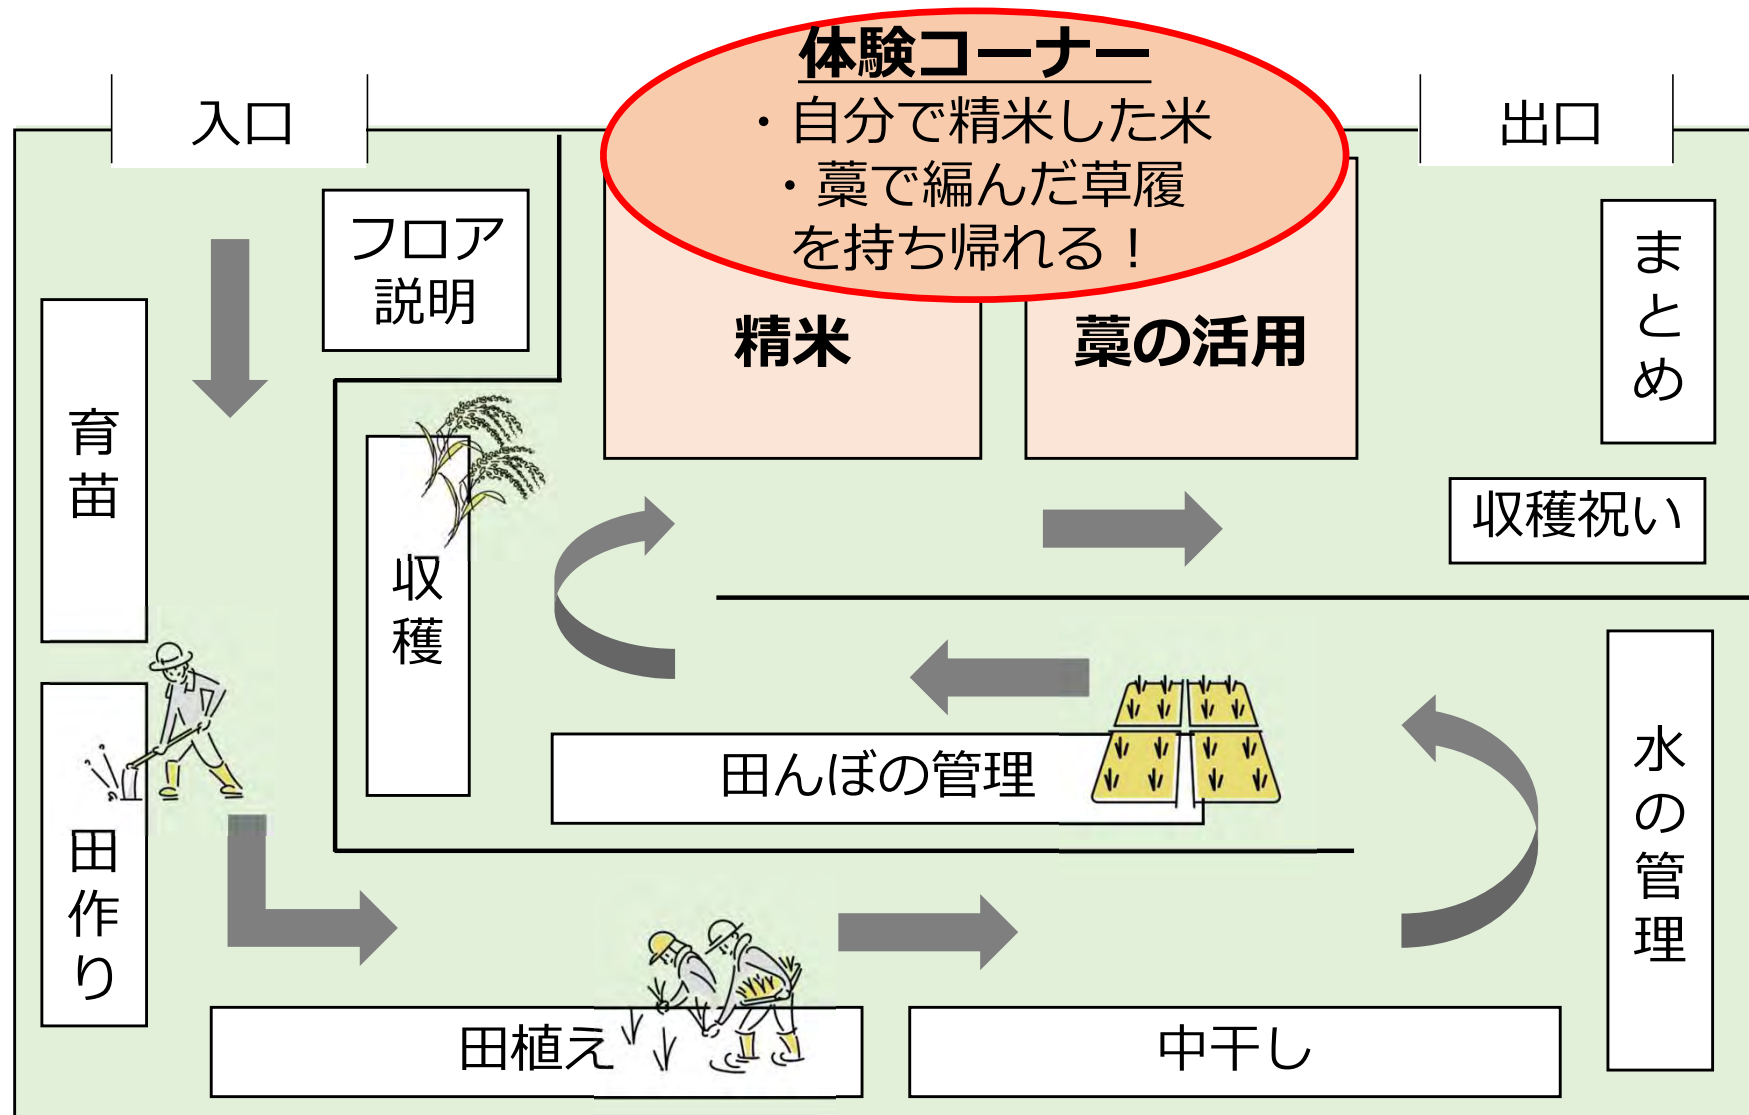 体験コーナー
・自分で精米した米
・藁で編んだ草履
を持ち帰れる！
入口
出口
フロア
説明
まとめ
精米
藁の活用
育苗
収穫
収穫祝い
田んぼの管理
水の管理
田作り
田植え
中干し